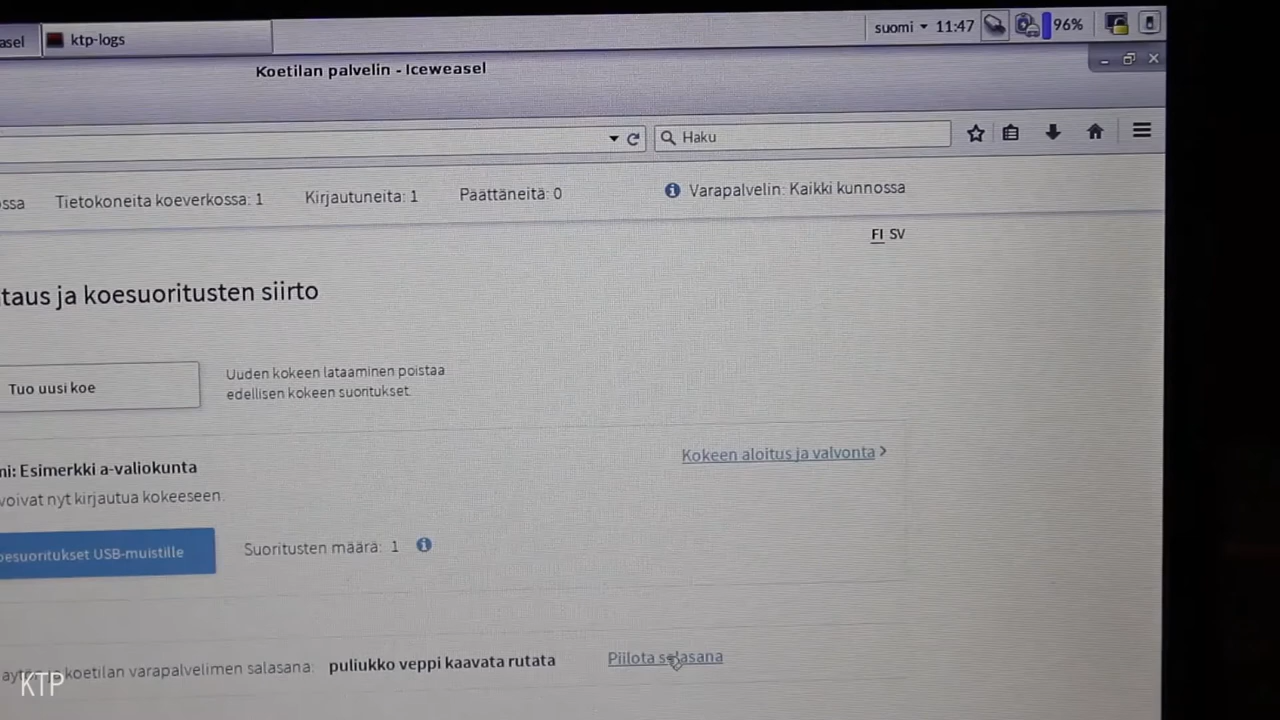 asel ktp-logs suomi 11:47 96%
Koetilan palvelin - Iceweasel
Haku
ssa Tietokoneita koeverkossa: 1 Kirjautuneita: 1 Päättäneitä: 0 Varapalvelin: Kaikki kunnossa
FI SV
taus ja koesuoritusten siirto
Tuo uusi koe
Uuden kokeen lataaminen poistaa
edellisen kokeen suoritukset.
ni: Esimerkki a-valiokunta
Kokeen aloitus ja valvonta
voivat nyt kirjautua kokeeseen.
oesuoritukset USB-muistille Suoritusten määrä: 1
koetilan varapalvelimen salasana: puliukko veppi kaavata rutata Piilota salasana
KTP